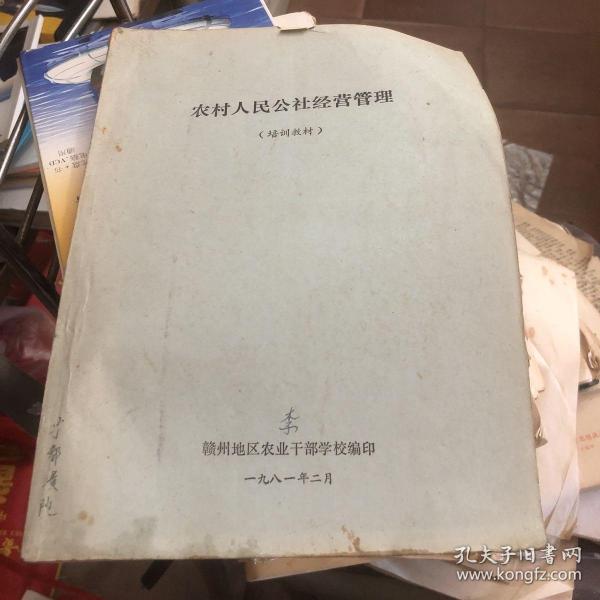 农村人民公社经营管理
（培训教材）
赣州地区农业干部学校编印
一九八一年二月
孔夫子旧书网
www.kongfz.com